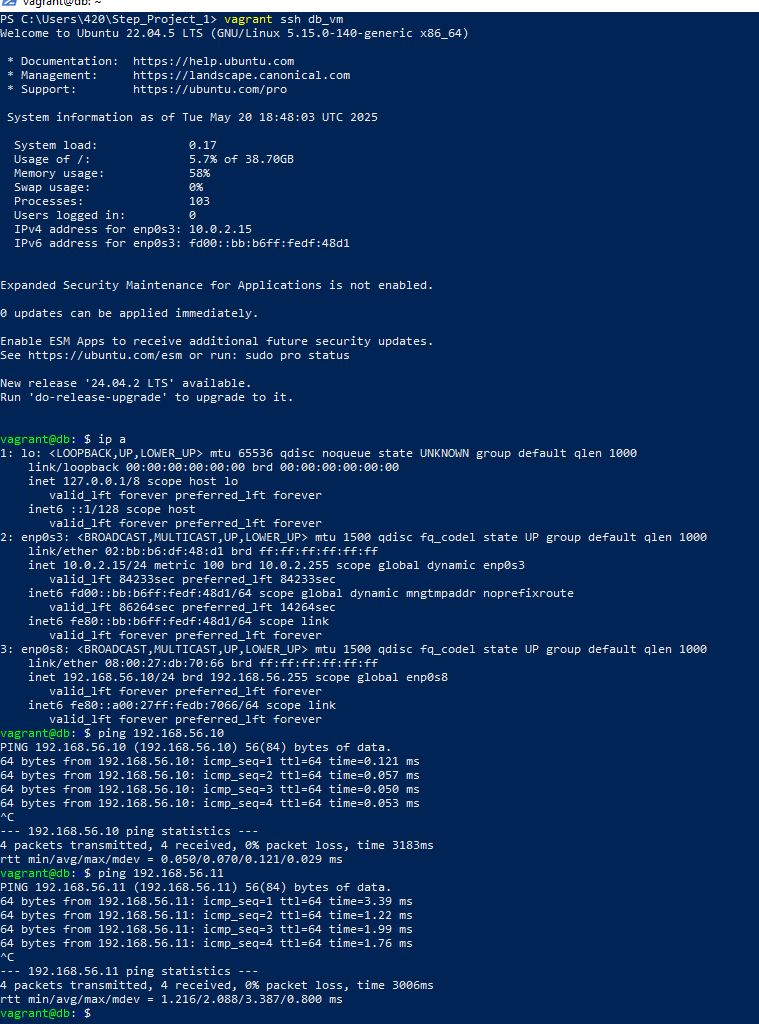 vagrant@db: ~
PS C:\Users\420\Step_Project_1> vagrant ssh db_vm
Welcome to Ubuntu 22.04.5 LTS (GNU/Linux 5.15.0-140-generic x86_64)
* Documentation:  https://help.ubuntu.com
* Management:     https://landscape.canonical.com
* Support:        https://ubuntu.com/pro
System information as of Tue May 20 18:48:03 UTC 2025
System load:             0.17
Usage of /:              5.7% of 38.70GB
Memory usage:            58%
Swap usage:              0%
Processes:               103
Users logged in:         0
IPv4 address for enp0s3: 10.0.2.15
IPv6 address for enp0s3: fd00::bb:b6ff:fedf:48d1
Expanded Security Maintenance for Applications is not enabled.
0 updates can be applied immediately.
Enable ESM Apps to receive additional future security updates.
See https://ubuntu.com/esm or run: sudo pro status
New release '24.04.2 LTS' available.
Run 'do-release-upgrade' to upgrade to it.
vagrant@db: $ ip a
1: lo: <LOOPBACK,UP,LOWER_UP> mtu 65536 qdisc noqueue state UNKNOWN group default qlen 1000
link/loopback 00:00:00:00:00:00 brd 00:00:00:00:00:00
inet 127.0.0.1/8 scope host lo
valid_lft forever preferred_lft forever
inet6 ::1/128 scope host
valid_lft forever preferred_lft forever
2: enp0s3: <BROADCAST,MULTICAST,UP,LOWER_UP> mtu 1500 qdisc fq_codel state UP group default qlen 1000
link/ether 02:bb:b6:df:48:d1 brd ff:ff:ff:ff:ff:ff
inet 10.0.2.15/24 metric 100 brd 10.0.2.255 scope global dynamic enp0s3
valid_lft 84233sec preferred_lft 84233sec
inet6 fd00::bb:b6ff:fedf:48d1/64 scope global dynamic mngtmpaddr noprefixroute
valid_lft 86264sec preferred_lft 14264sec
inet6 fe80::bb:b6ff:fedf:48d1/64 scope link
valid_lft forever preferred_lft forever
3: enp0s8: <BROADCAST,MULTICAST,UP,LOWER_UP> mtu 1500 qdisc fq_codel state UP group default qlen 1000
link/ether 08:00:27:db:70:66 brd ff:ff:ff:ff:ff:ff
inet 192.168.56.10/24 brd 192.168.56.255 scope global enp0s8
valid_lft forever preferred_lft forever
inet6 fe80::a00:27ff:fedb:7066/64 scope link
valid_lft forever preferred_lft forever
vagrant@db: $ ping 192.168.56.10
PING 192.168.56.10 (192.168.56.10) 56(84) bytes of data.
64 bytes from 192.168.56.10: icmp_seq=1 ttl=64 time=0.121 ms
64 bytes from 192.168.56.10: icmp_seq=2 ttl=64 time=0.057 ms
64 bytes from 192.168.56.10: icmp_seq=3 ttl=64 time=0.050 ms
64 bytes from 192.168.56.10: icmp_seq=4 ttl=64 time=0.053 ms
^C
--- 192.168.56.10 ping statistics ---
4 packets transmitted, 4 received, 0% packet loss, time 3183ms
rtt min/avg/max/mdev = 0.050/0.070/0.121/0.029 ms
vagrant@db: $ ping 192.168.56.11
PING 192.168.56.11 (192.168.56.11) 56(84) bytes of data.
64 bytes from 192.168.56.11: icmp_seq=1 ttl=64 time=3.39 ms
64 bytes from 192.168.56.11: icmp_seq=2 ttl=64 time=1.22 ms
64 bytes from 192.168.56.11: icmp_seq=3 ttl=64 time=1.99 ms
64 bytes from 192.168.56.11: icmp_seq=4 ttl=64 time=1.76 ms
^C
--- 192.168.56.11 ping statistics ---
4 packets transmitted, 4 received, 0% packet loss, time 3006ms
rtt min/avg/max/mdev = 1.216/2.088/3.387/0.800 ms
vagrant@db: $